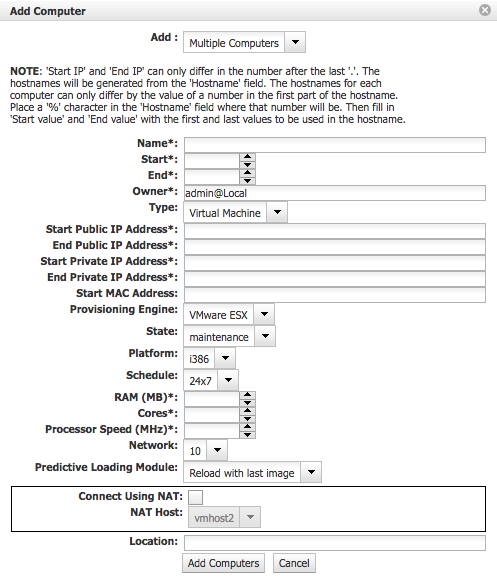 Add Computer
Add : Multiple Computers
NOTE: 'Start IP' and 'End IP' can only differ in the number after the last '.'. The
hostnames will be generated from the 'Hostname' field. The hostnames for each
computer can only differ by the value of a number in the first part of the hostname.
Place a '%' character in the 'Hostname' field where that number will be. Then fill in
'Start value' and 'End value' with the first and last values to be used in the hostname.
Name*:
Start*:
End*:
Owner*: admin@Local
Type: Virtual Machine
Start Public IP Address*:
End Public IP Address*:
Start Private IP Address*:
End Private IP Address*:
Start MAC Address:
Provisioning Engine: VMware ESX
State: maintenance
Platform: i386
Schedule: 24x7
RAM (MB)*:
Cores*:
Processor Speed (MHz)*:
Network: 10
Predictive Loading Module: Reload with last image
Connect Using NAT:
NAT Host: vmhost2
Location:
Add Computers Cancel